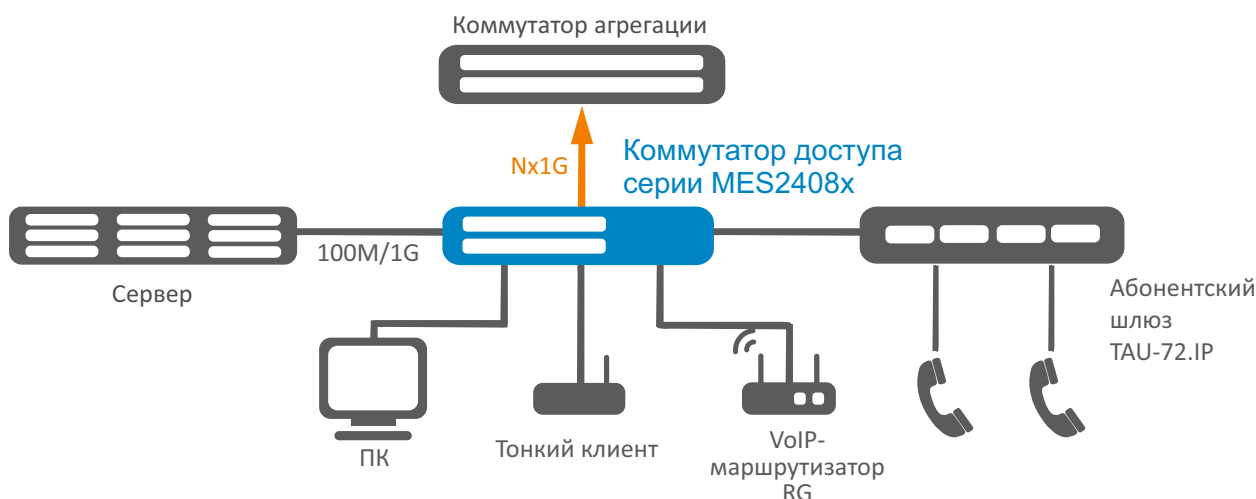 Коммутатор агрегации
Nx1G
Коммутатор доступа
серии MES2408x
100M/1G
Сервер
Абонентский
шлюз
TAU-72.IP
ПК
Тонкий клиент
VoIP-
маршрутизатор
RG